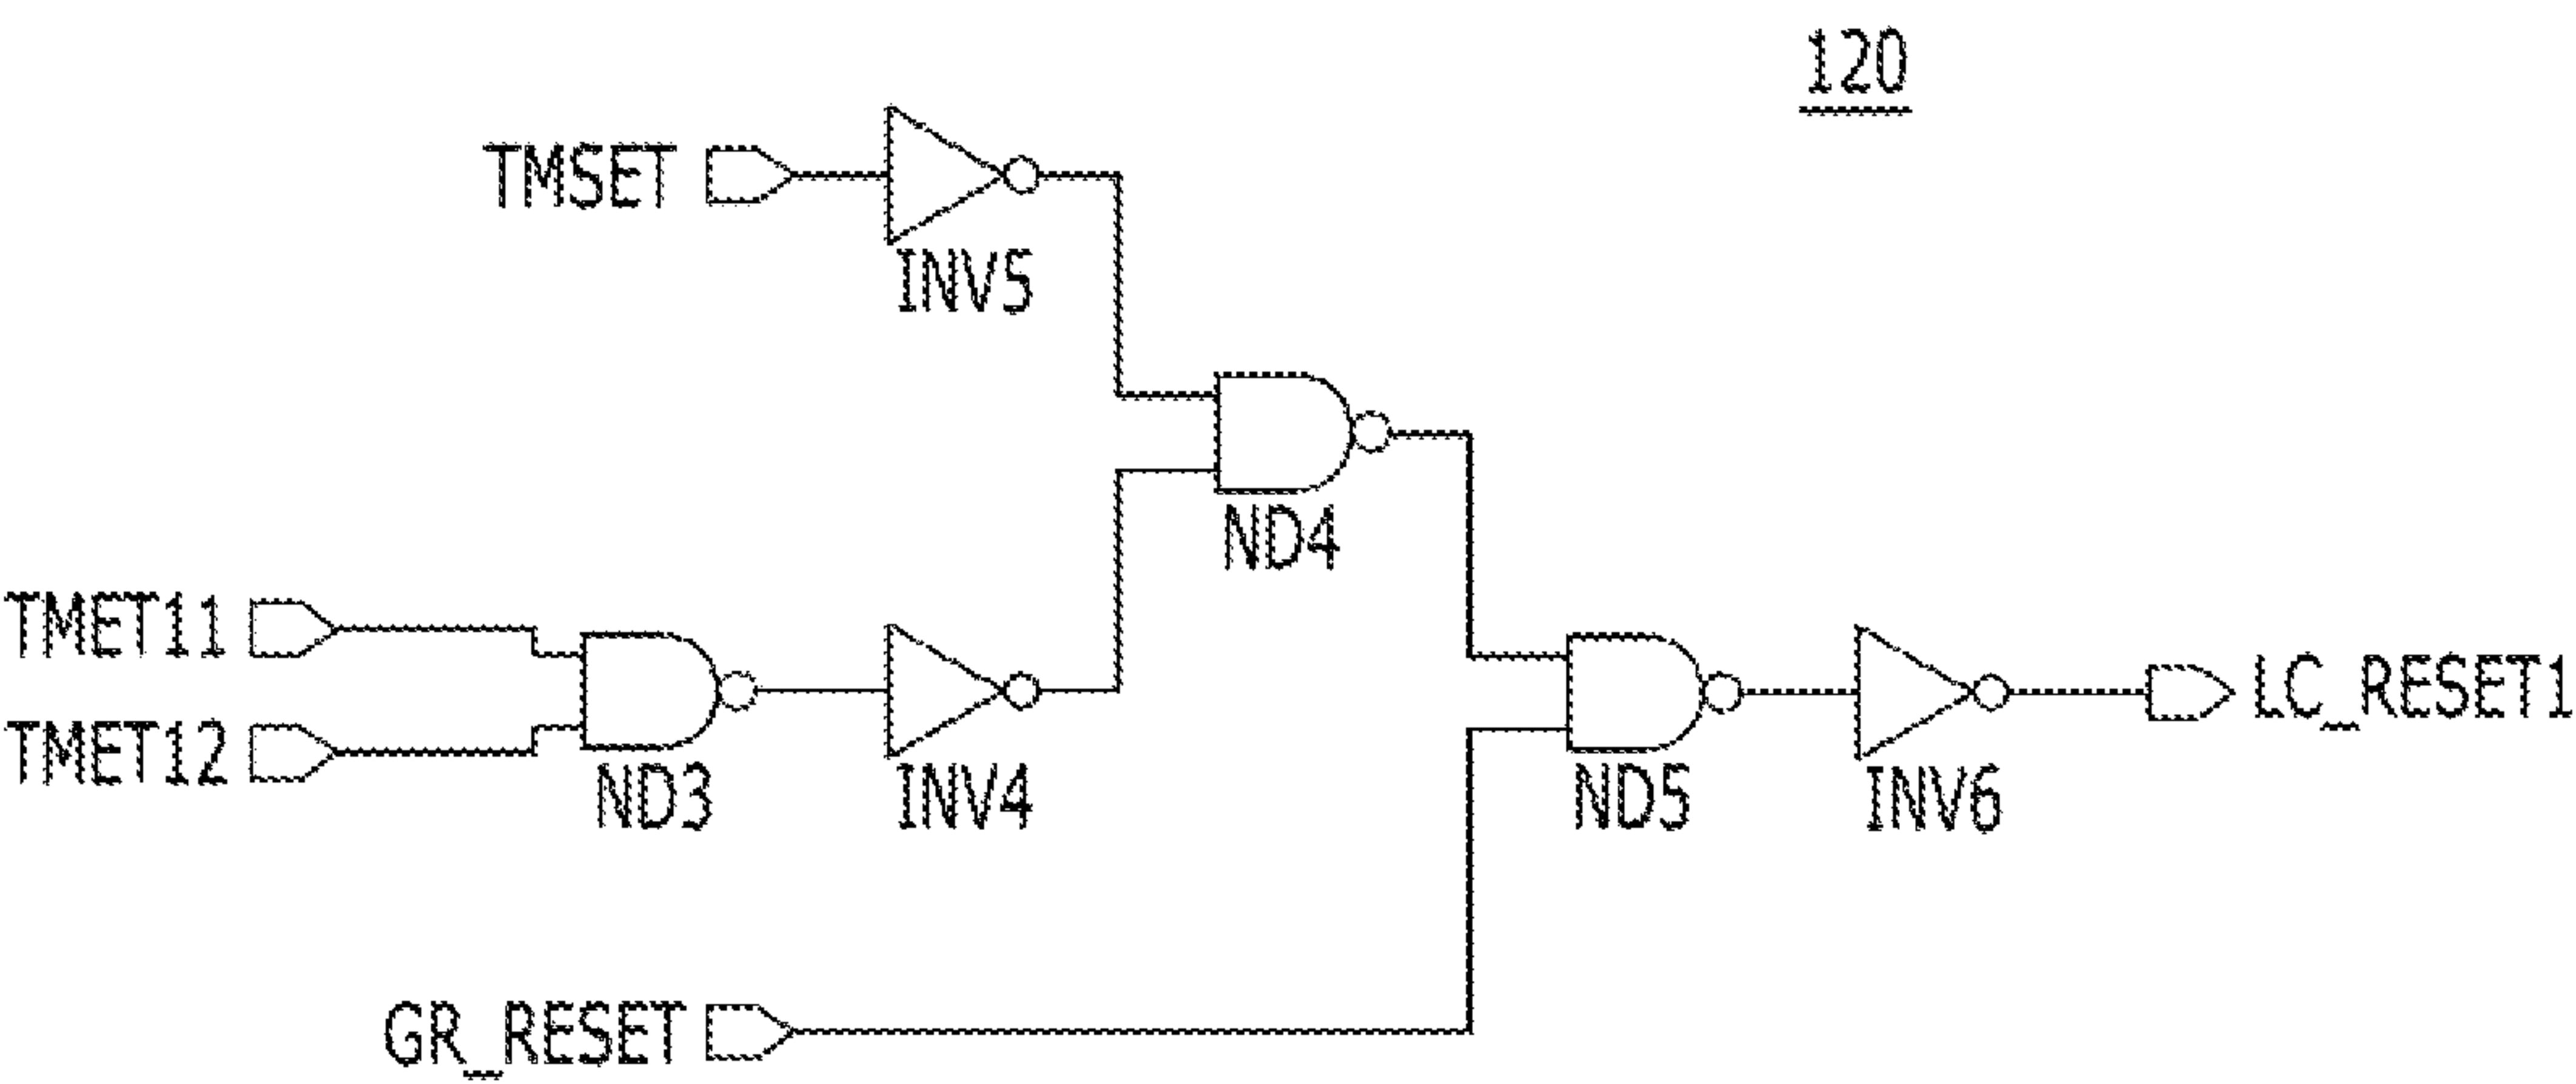 120
TMSET
INV5
ND4
TMET11
TMET12
ND3
INV4
ND5
INV6
LC_RESET1
GR_RESET